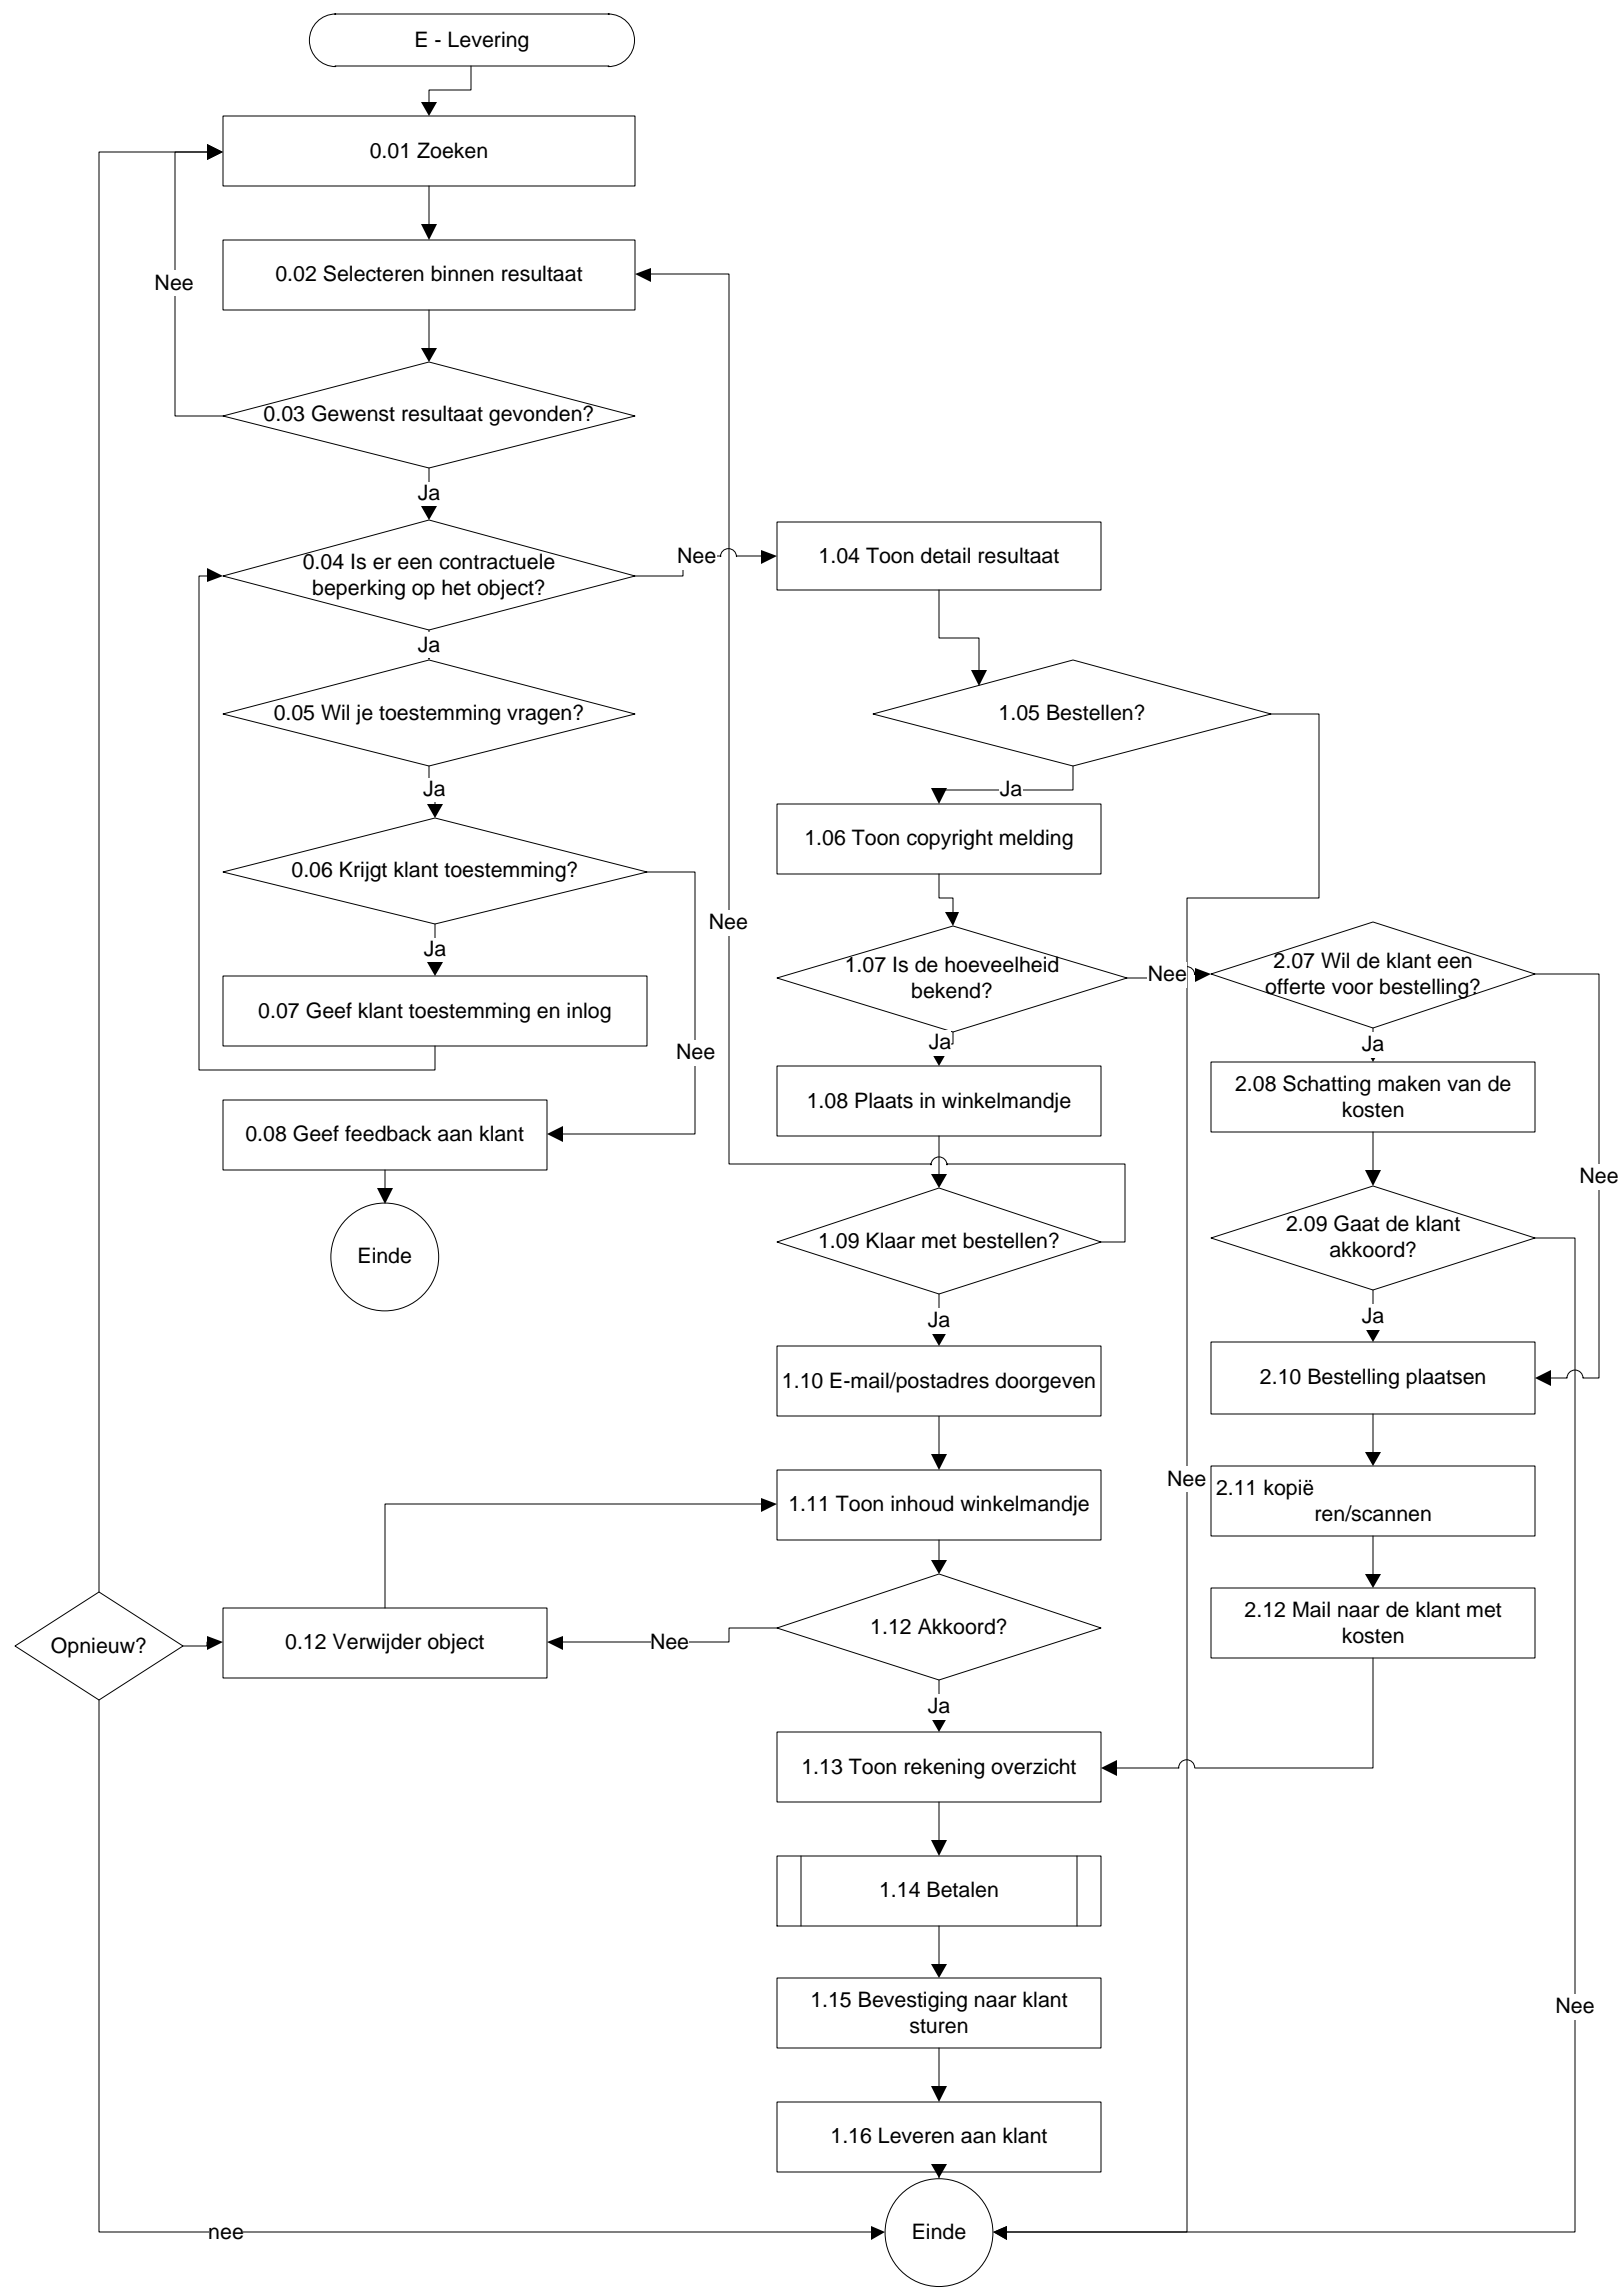 E - Levering
0.01 Zoeken
0.02 Selecteren binnen resultaat
Nee
0.03 Gewenst resultaat gevonden?
Ja
0.04 Is er een contractuele
beperking op het object?
Nee
Ja
0.05 Wil je toestemming vragen?
Ja
0.06 Krijgt klant toestemming?
Ja
0.07 Geef klant toestemming en inlog
Nee
0.08 Geef feedback aan klant
Einde
Nee
1.04 Toon detail resultaat
1.05 Bestellen?
Ja
1.06 Toon copyright melding
1.07 Is de hoeveelheid
bekend?
Nee
Ja
1.08 Plaats in winkelmandje
1.09 Klaar met bestellen?
Ja
1.10 E-mail/postadres doorgeven
1.11 Toon inhoud winkelmandje
1.12 Akkoord?
Nee
0.12 Verwijder object
Opnieuw?
Ja
1.13 Toon rekening overzicht
1.14 Betalen
1.15 Bevestiging naar klant
sturen
1.16 Leveren aan klant
Einde
nee
2.07 Wil de klant een
offerte voor bestelling?
Ja
2.08 Schatting maken van de
kosten
Nee
2.09 Gaat de klant
akkoord?
Ja
2.10 Bestelling plaatsen
Nee
2.11 kopië
ren/scannen
2.12 Mail naar de klant met
kosten
Nee